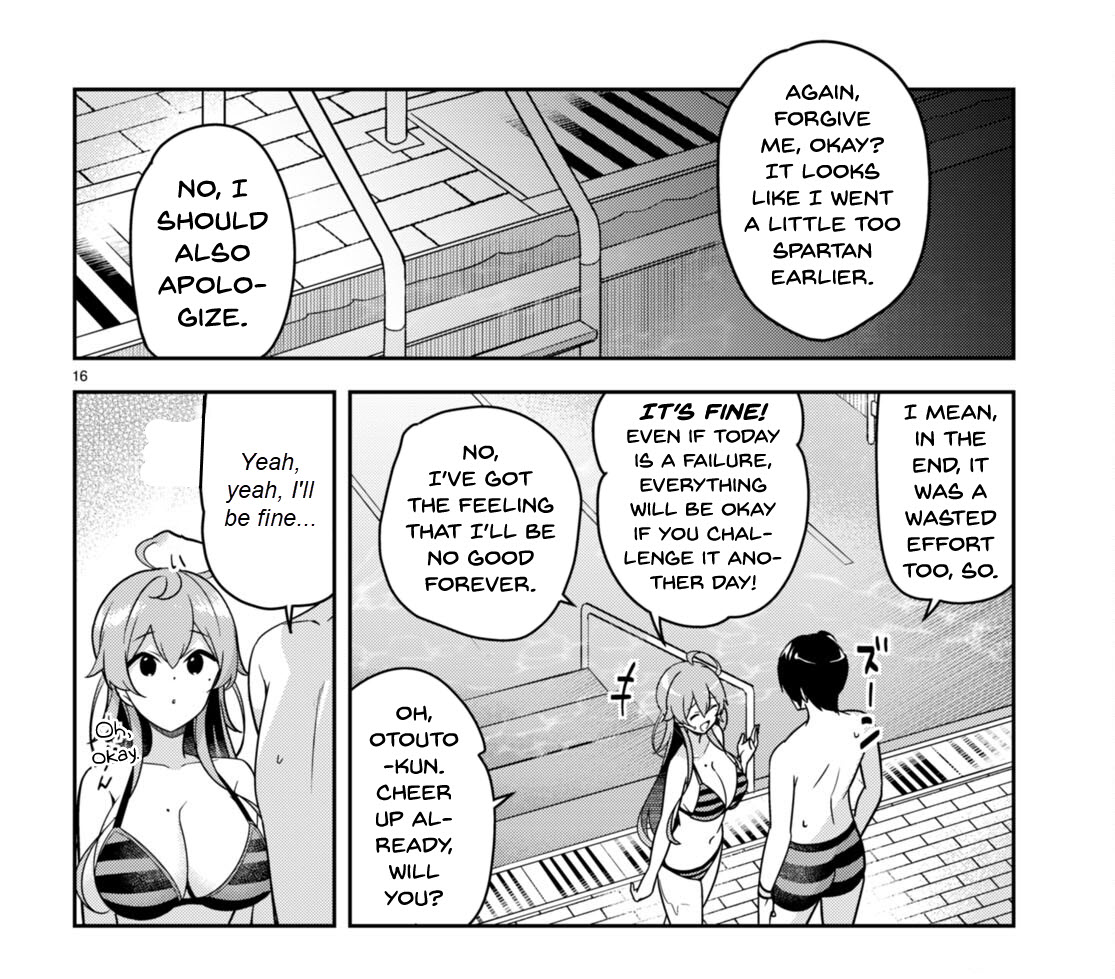 AGAIN,
FORGIVE
ME, OKAY?
IT LOOKS
LIKE I WENT
A LITTLE TOO
SPARTAN
EARLIER.
NO, I
SHOULD
ALSO
APOLO-
GIZE.
16
I MEAN,
IN THE
END, IT
WAS A
WASTED
EFFORT
TOO, SO.
IT'S FINE!
EVEN IF TODAY
IS A FAILURE,
EVERYTHING
WILL BE OKAY
IF YOU CHAL-
LENGE IT ANO-
THER DAY!
NO,
I'VE GOT
THE FEELING
THAT I'LL BE
NO GOOD
FOREVER.
ズーン
OH,
OTOUTO
-KUN.
CHEER
UP AL-
READY,
WILL
YOU?
Yeah,
yeah, I'll
be fine...
Oh,
okay.